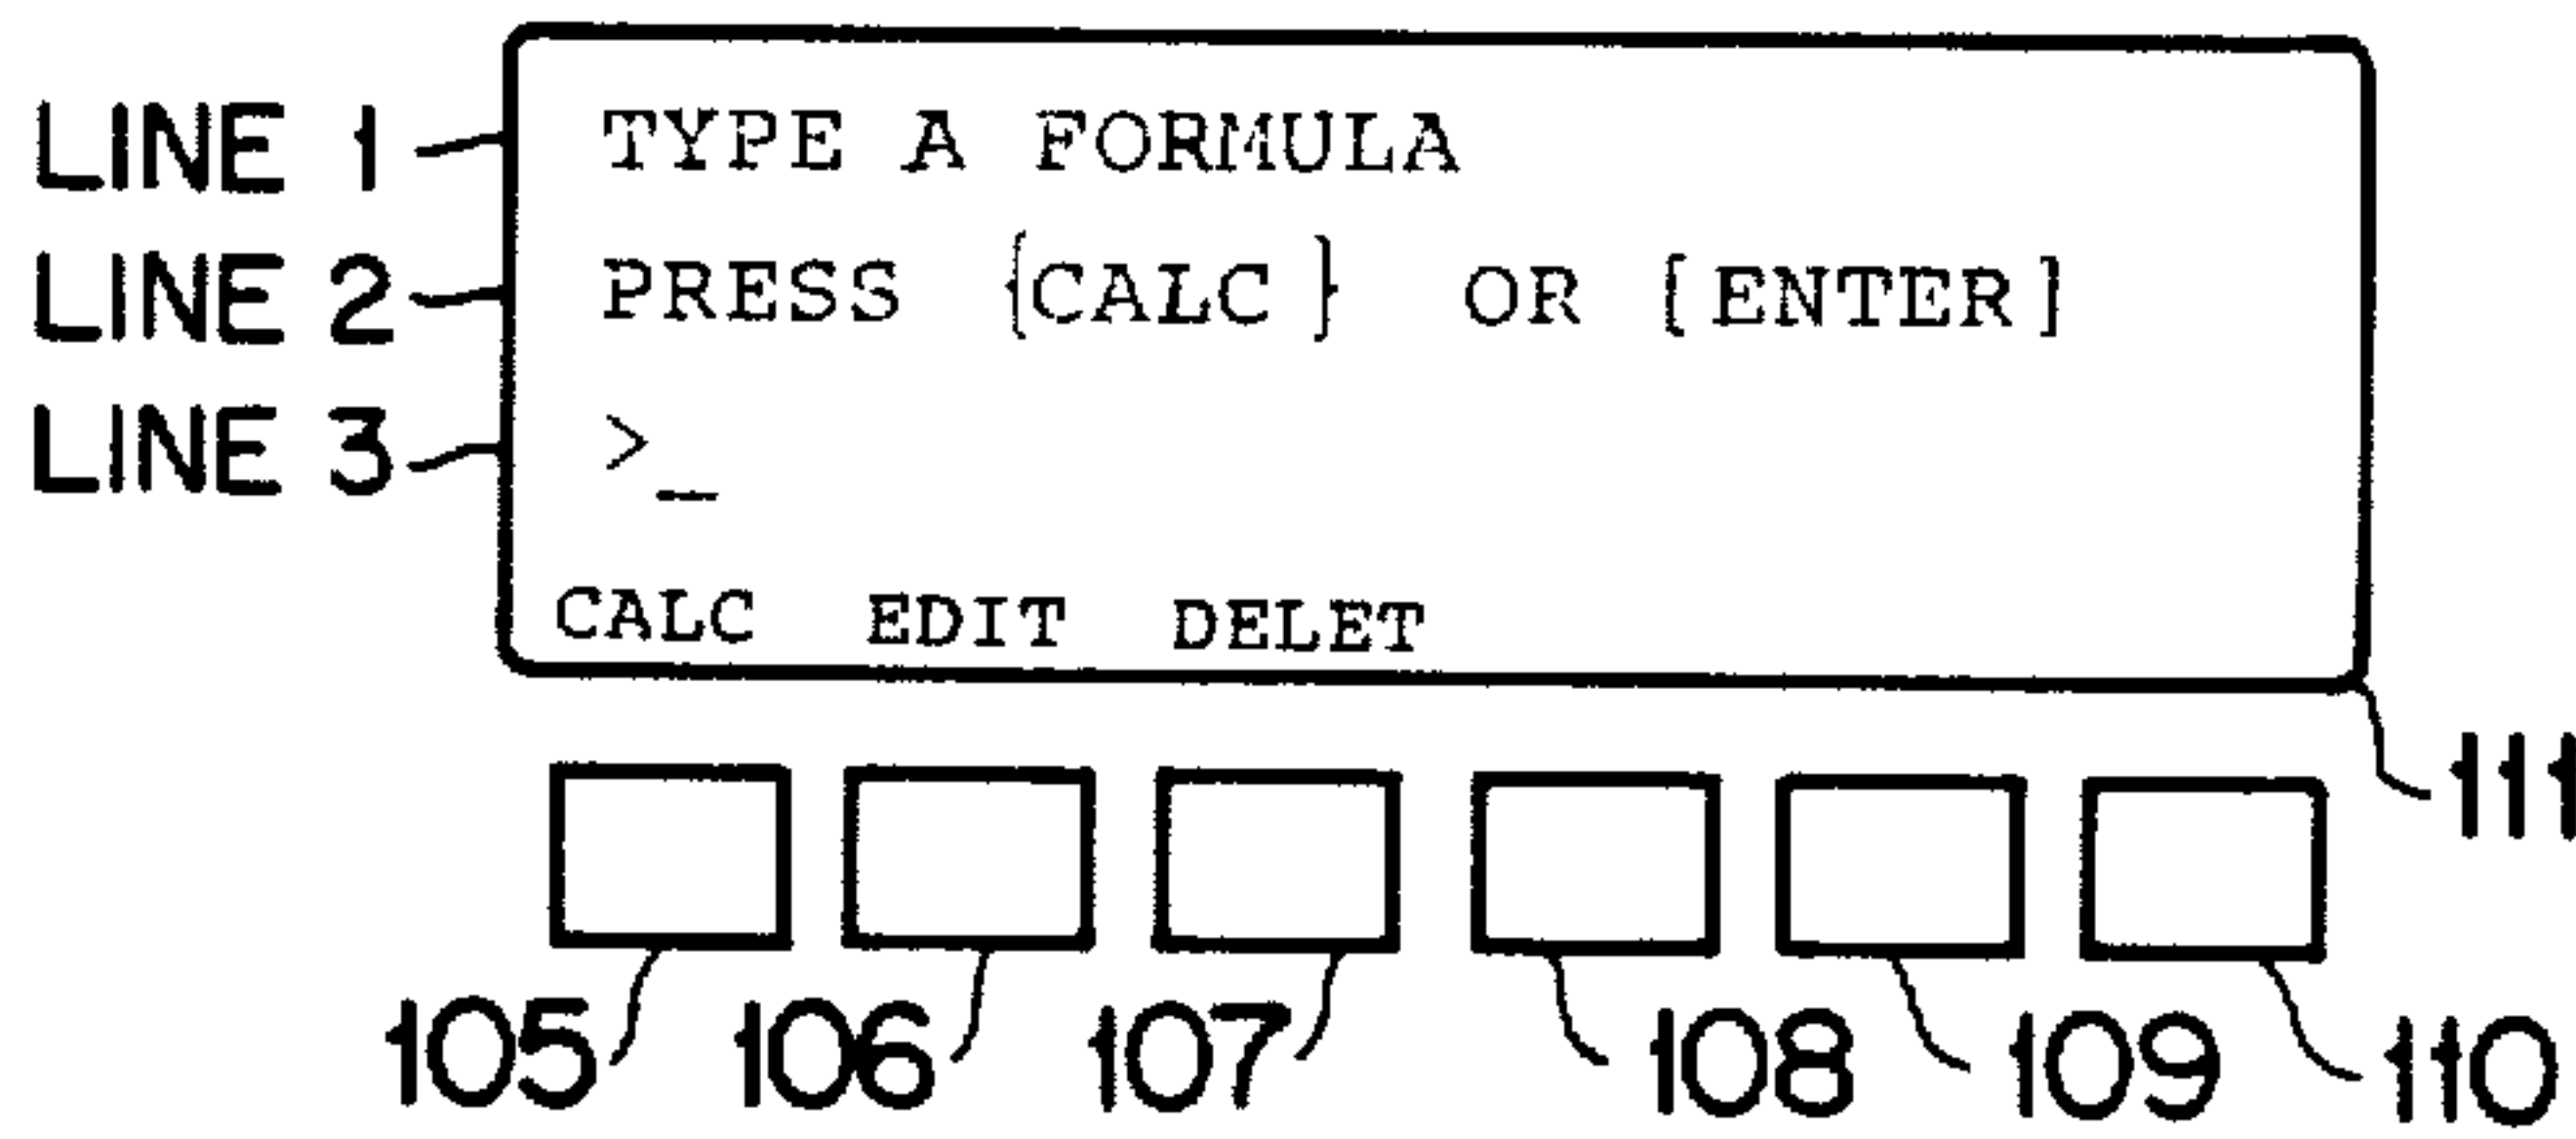 LINE 1 TYPE A FORMULA
LINE 2 PRESS {CALC} OR [ENTER]
LINE 3 >_
CALC EDIT DELET
111
105 106 107 108 109 110